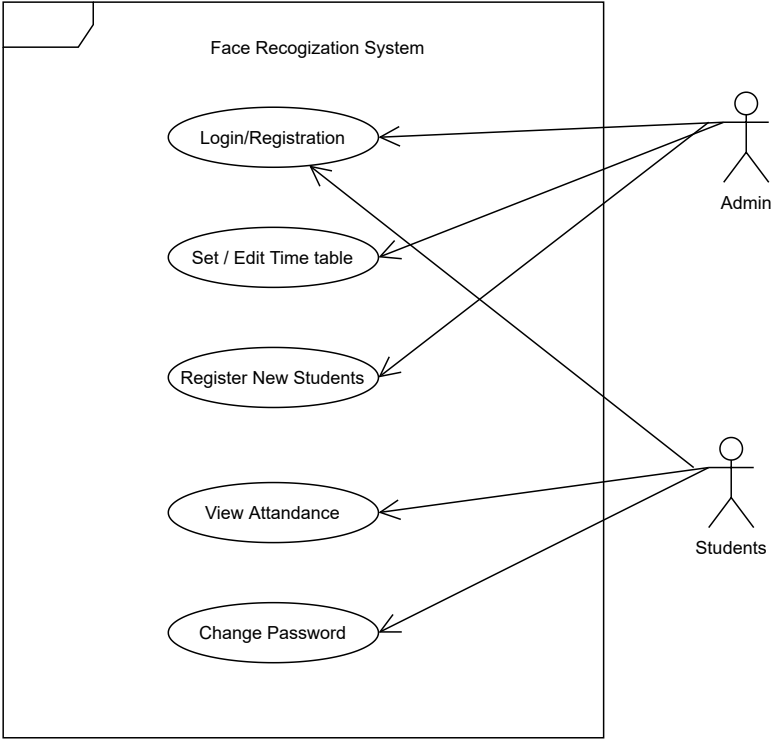 Face Recogization System
Login/Registration
Admin
Set / Edit Time table
Register New Students
View Attandance
Students
Change Password